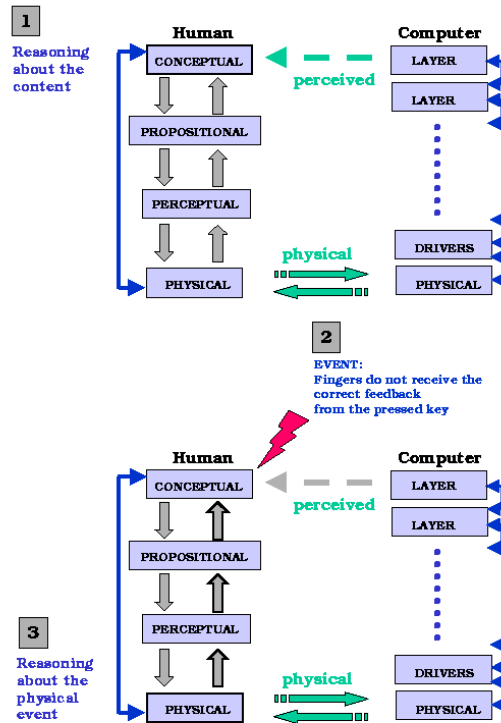 1
Human
Computer
Reasoning
about the
content
CONCEPTUAL
perceived
LAYER
LAYER
PROPOSITIONAL
PERCEPTUAL
physical
DRIVERS
PHYSICAL
PHYSICAL
2
EVENT:
Fingers do not receive the
correct feedback
from the pressed key
Human
Computer
CONCEPTUAL
perceived
LAYER
LAYER
PROPOSITIONAL
3
PERCEPTUAL
Reasoning
about the
physical
event
physical
DRIVERS
PHYSICAL
PHYSICAL